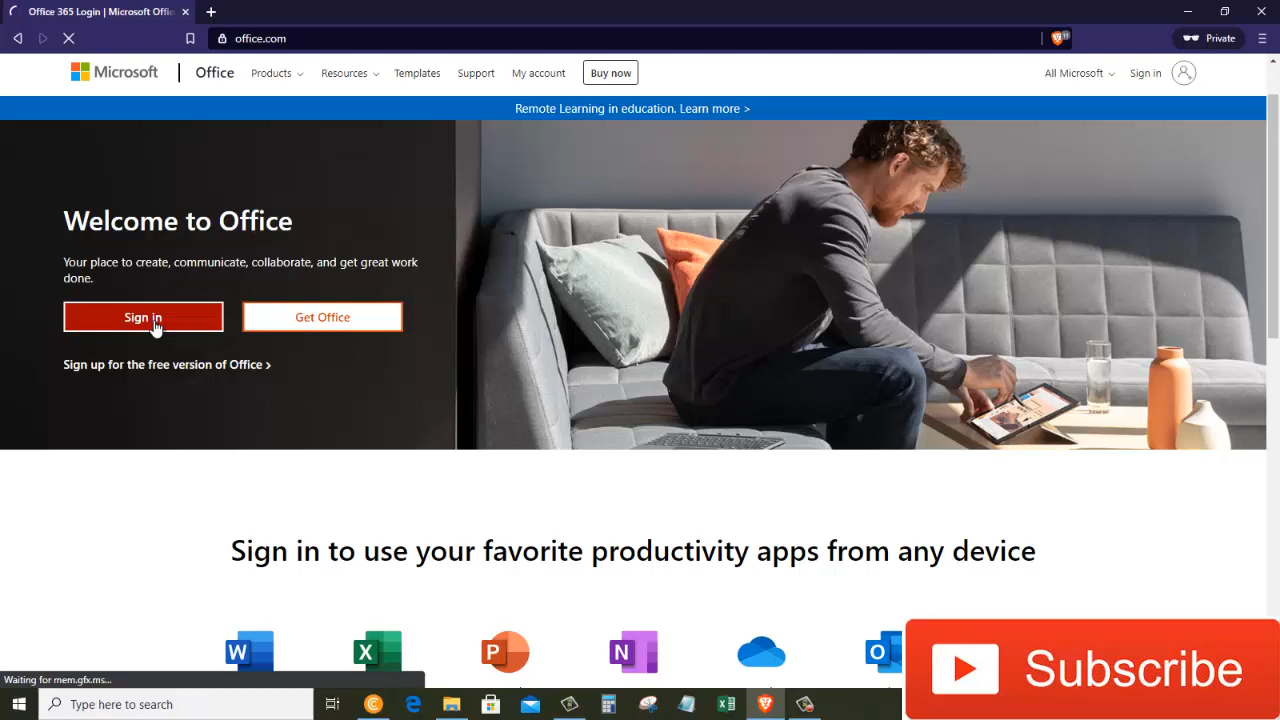 Office 365 Login | Microsoft Offic
office.com
11
Private
Microsoft
Office
Products
Resources
Templates
Support
My account
Buy now
All Microsoft
Sign in
Remote Learning in education. Learn more >
Welcome to Office
Your place to create, communicate, collaborate, and get great work
done.
Sign in
Get Office
Sign up for the free version of Office >
Sign in to use your favorite productivity apps from any device
W
X
P
N
O
Waiting for mem.gfx.ms...
Type here to search
Subscribe